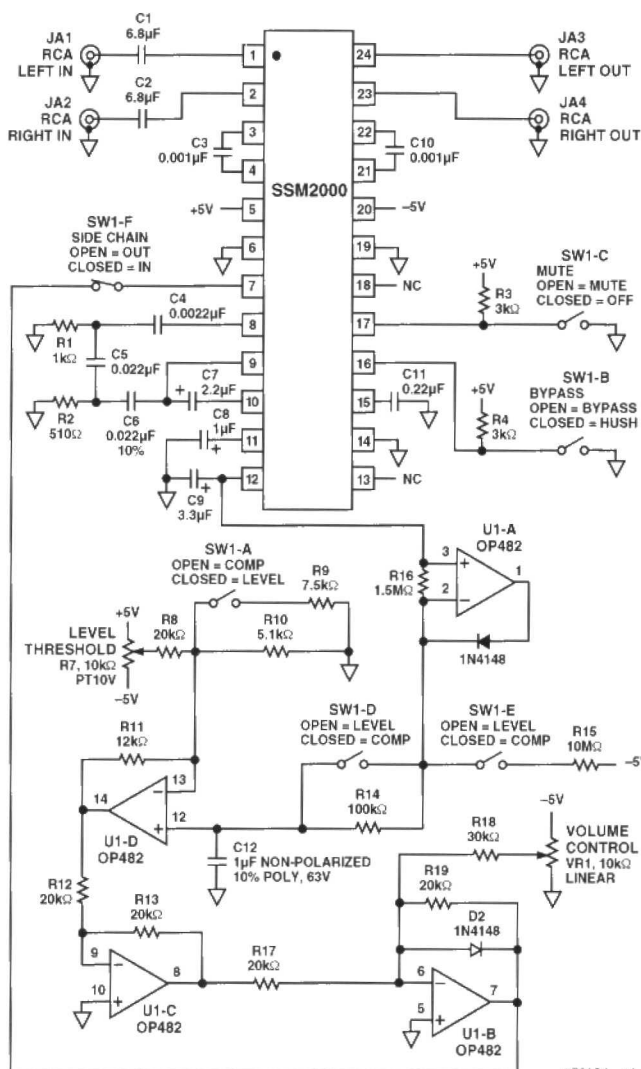 JA1
RCA
LEFT IN
C1
6.8µF
JA2
RCA
RIGHT IN
C2
6.8µF
C3
0.001µF
+5V
SW1-F
SIDE CHAIN
OPEN = OUT
CLOSED = IN
C4
0.0022µF
R1
1kΩ
C5
0.022µF
R2
510Ω
C6
0.022µF
10%
C7
2.2µF
+
C8
1µF
+
C9
3.3µF
+
1
2
3
4
5
6
7
8
9
10
11
12
SSM2000
24
23
22
21
20
19
18
17
16
15
14
13
JA3
RCA
LEFT OUT
JA4
RCA
RIGHT OUT
C10
0.001µF
–5V
NC
+5V
R3
3kΩ
SW1-C
MUTE
OPEN = MUTE
CLOSED = OFF
C11
0.22µF
+5V
R4
3kΩ
SW1-B
BYPASS
OPEN = BYPASS
CLOSED = HUSH
NC
U1-A
OP482
3
+
2
–
1
R16
1.5MΩ
1N4148
SW1-A
OPEN = COMP
CLOSED = LEVEL
R9
7.5kΩ
R10
5.1kΩ
+5V
LEVEL
THRESHOLD
R7, 10kΩ
PT10V
–5V
R8
20kΩ
R11
12kΩ
SW1-D
OPEN = LEVEL
CLOSED = COMP
SW1-E
OPEN = LEVEL
CLOSED = COMP
R15
10MΩ
–5V
14
13
–
12
+
U1-D
OP482
R14
100kΩ
C12
1µF NON-POLARIZED
10% POLY, 63V
R18
30kΩ
–5V
VOLUME
CONTROL
VR1, 10kΩ
LINEAR
R19
20kΩ
D2
1N4148
R12
20kΩ
R13
20kΩ
9
–
10
+
8
U1-C
OP482
R17
20kΩ
6
–
5
+
7
U1-B
OP482